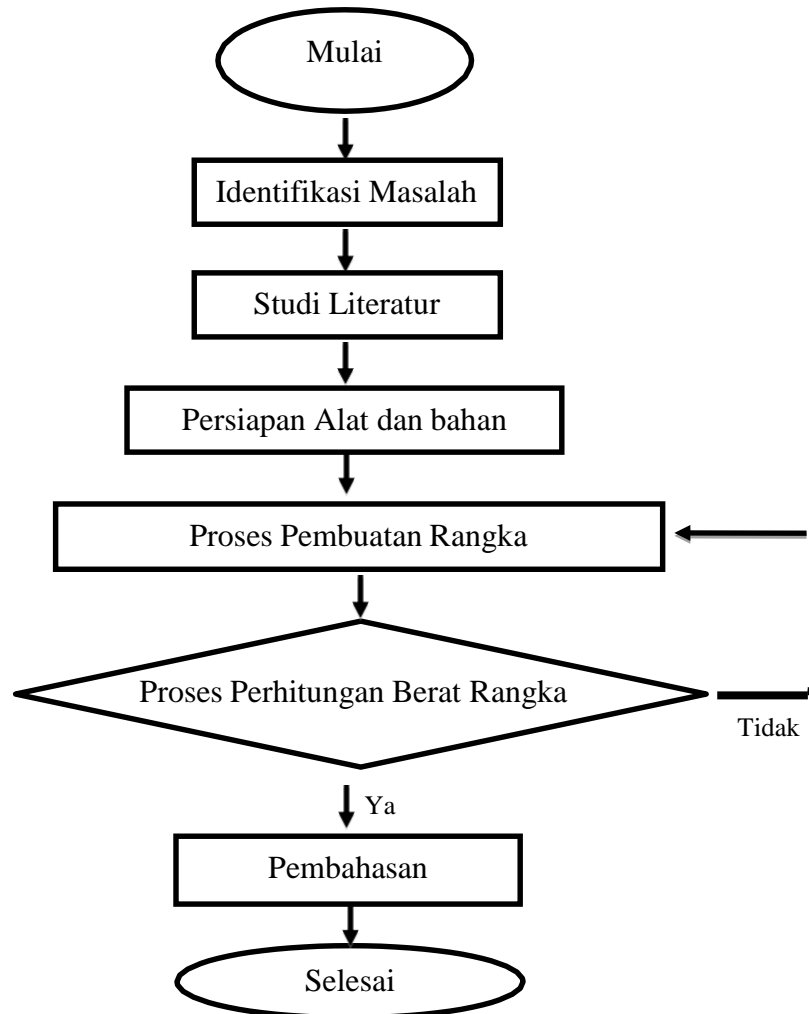 Mulai
Identifikasi Masalah
Studi Literatur
Persiapan Alat dan bahan
Proses Pembuatan Rangka
Proses Perhitungan Berat Rangka
Tidak
Ya
Pembahasan
Selesai